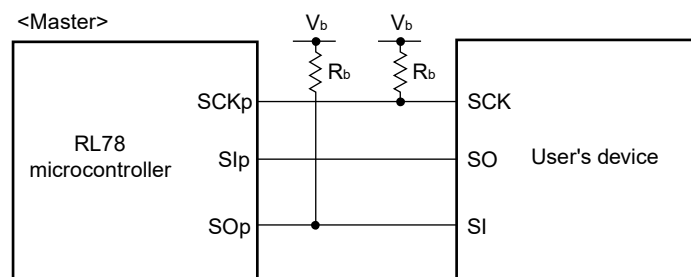 <Master>
Vb Vb
Rb Rb
SCKp SCK
RL78
microcontroller
SIp SO
User's device
SOp SI